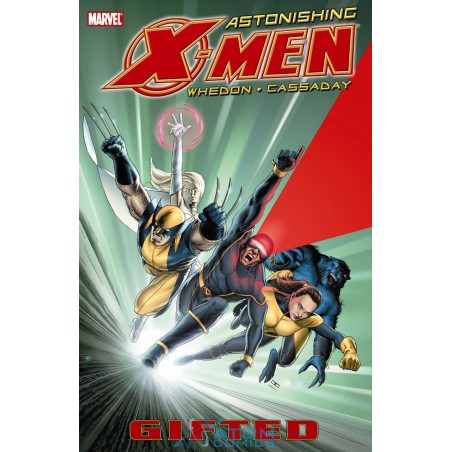 MARVEL
ASTONISHING
X-MEN
WHEDON • CASSADAY
GIFTED